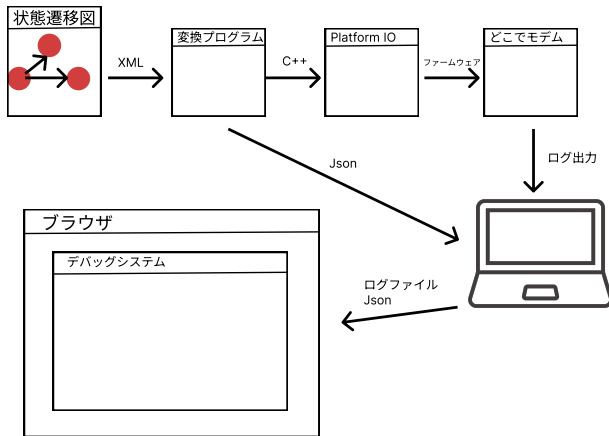 状態遷移図
XML
変換プログラム
C++
Platform IO
ファームウェア
どこでモデム
Json
ログ出力
ブラウザ
デバッグシステム
ログファイル
Json